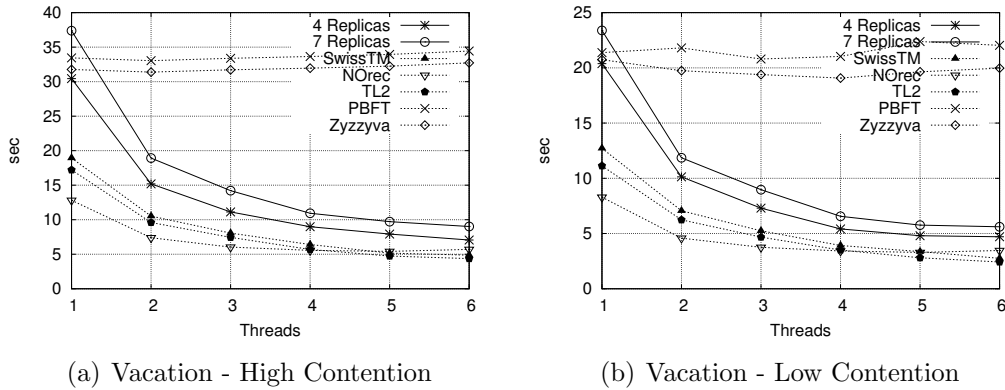 40
35
30
25
20
15
10
5
0
sec
1 2 3 4 5 6
Threads
4 Replicas
7 Replicas
SwissTM
NOrec
TL2
PBFT
Zyzzyva
(a) Vacation - High Contention
25
20
15
10
5
0
sec
1 2 3 4 5 6
Threads
4 Replicas
7 Replicas
SwissTM
NOrec
TL2
PBFT
Zyzzyva
(b) Vacation - Low Contention